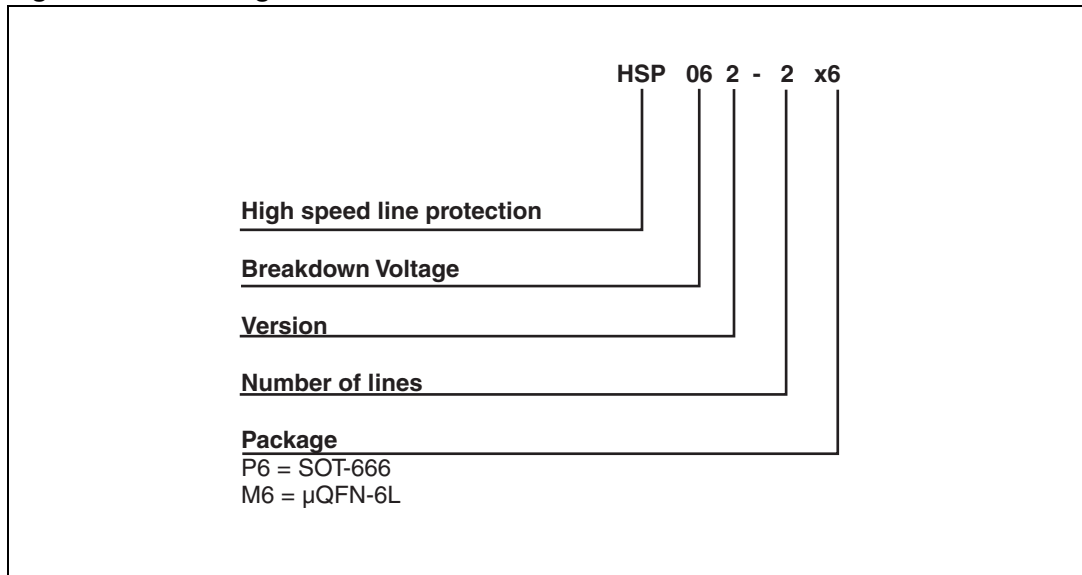 HSP 06 2 - 2 x6
High speed line protection
Breakdown Voltage
Version
Number of lines
Package
P6 = SOT-666
M6 = µQFN-6L